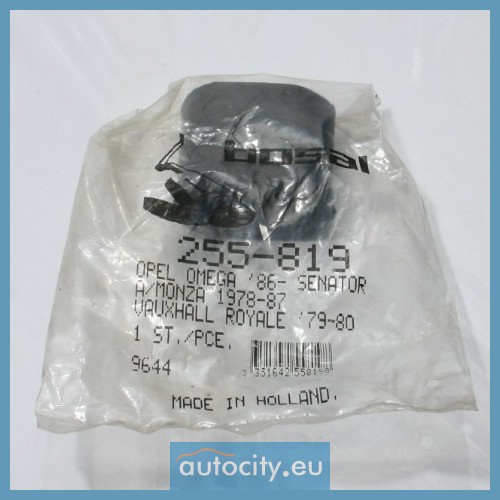 bosal
255-819
OPEL OMEGA '86- SENATOR
A/MONZA 1978-87
VAUXHALL ROYALE '79-80
1 ST./PCE.
9644
MADE IN HOLLAND.
autocity.eu